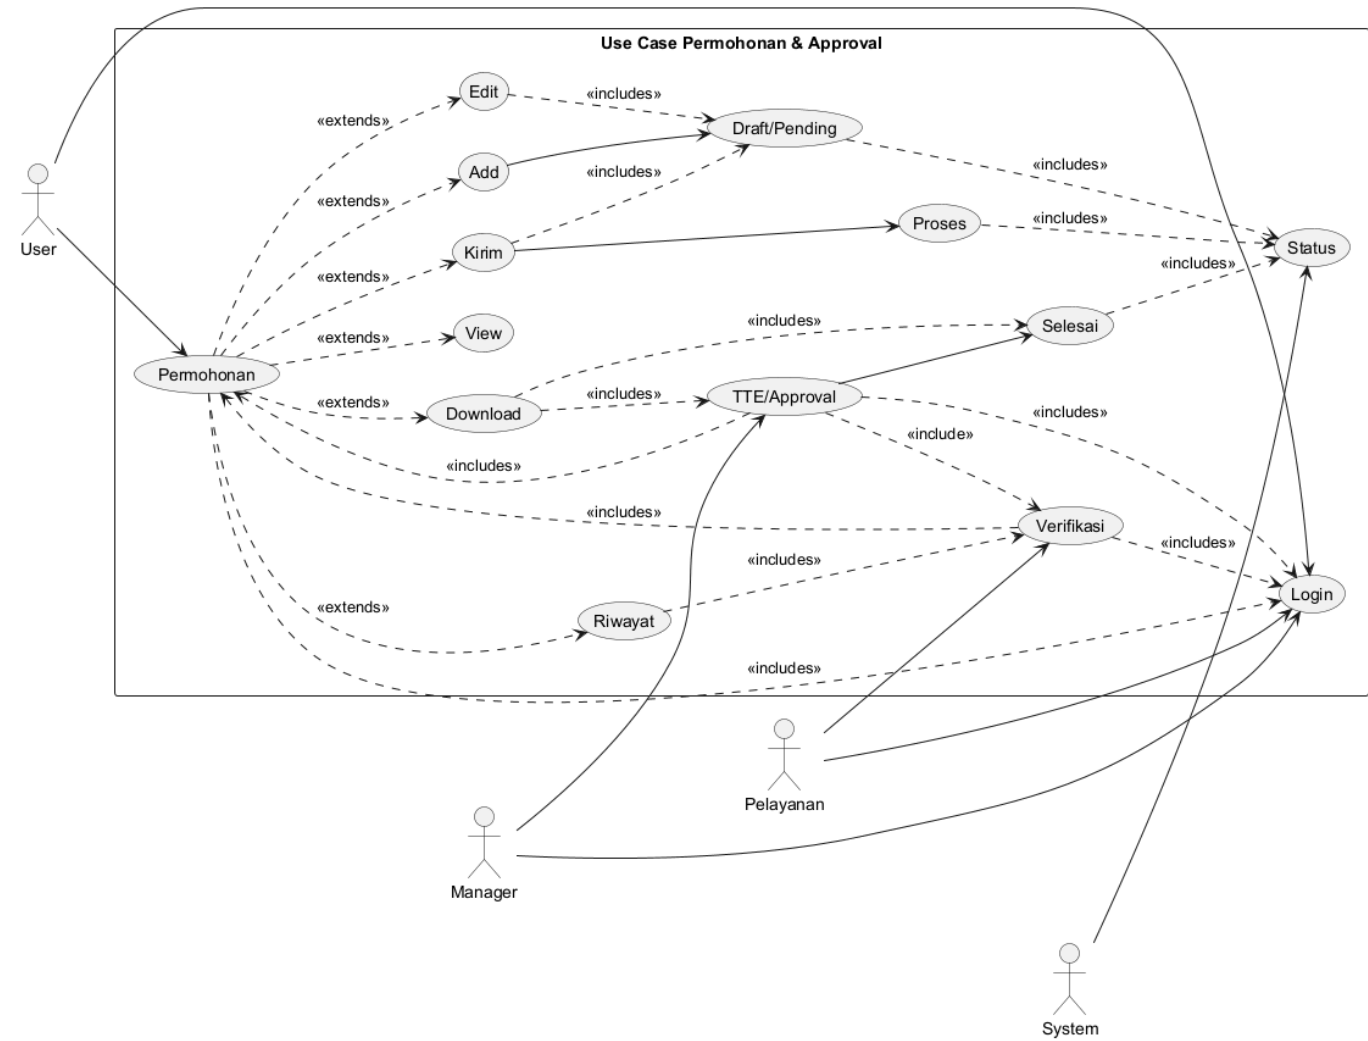 Use Case Permohonan & Approval
Edit
«includes»
«extends»
Draft/Pending
«includes»
Add
«includes»
«extends»
Proses
«includes»
User
Kirim
Status
«includes»
«extends»
«includes»
Selesai
View
«extends»
Permohonan
«includes»
TTE/Approval
«extends»
Download
«includes»
«include»
«includes»
«includes»
Verifikasi
«includes»
«includes»
Login
«extends»
Riwayat
«includes»
Pelayanan
Manager
System